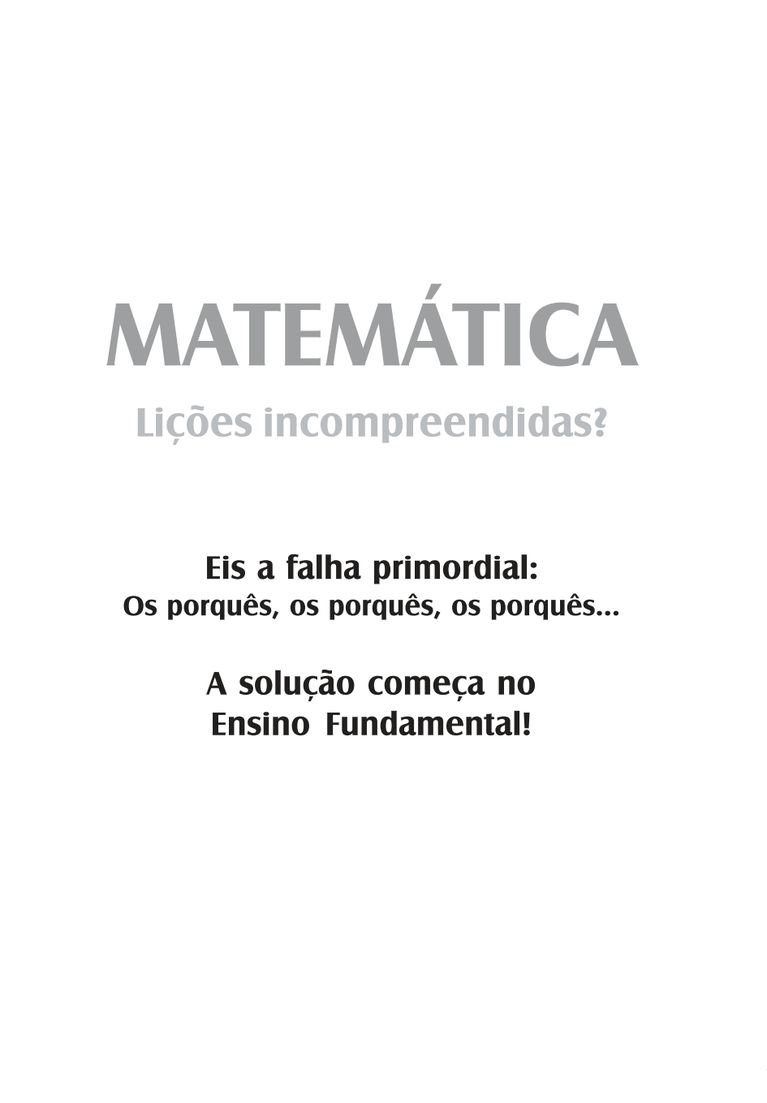 MATEMÁTICA
Lições incompreendidas?
Eis a falha primordial:
Os porquês, os porquês, os porquês...
A solução começa no
Ensino Fundamental!